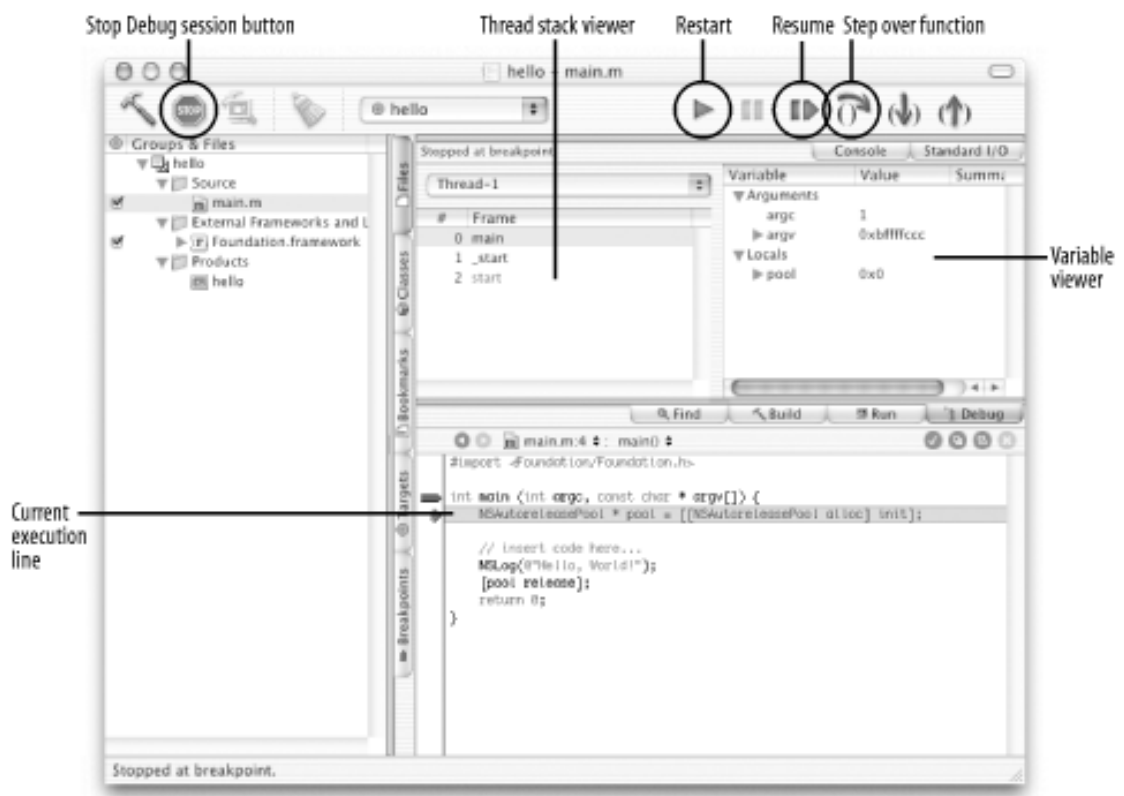 Stop Debug session button
Thread stack viewer
Restart
Resume
Step over function
hello - main.m
STOP
hello
Groups & Files
hello
Source
main.m
External Frameworks and L
Foundation.framework
Products
hello
Files
Classes
Bookmarks
Targets
Breakpoints
Stopped at breakpoint
Console
Standard I/O
Thread-1
# Frame
0 main
1 _start
2 start
Variable Value Summa
Arguments
argc 1
argv 0xbffffccc
Locals
pool 0x0
Variable
viewer
Find
Build
Run
Debug
main.m:4 : main()
#import <Foundation/Foundation.h>
int main (int argc, const char * argv[]) {
NSAutoreleasePool * pool = [[NSAutoreleasePool alloc] init];
// insert code here...
NSLog(@"Hello, World!");
[pool release];
return 0;
}
Current
execution
line
Stopped at breakpoint.